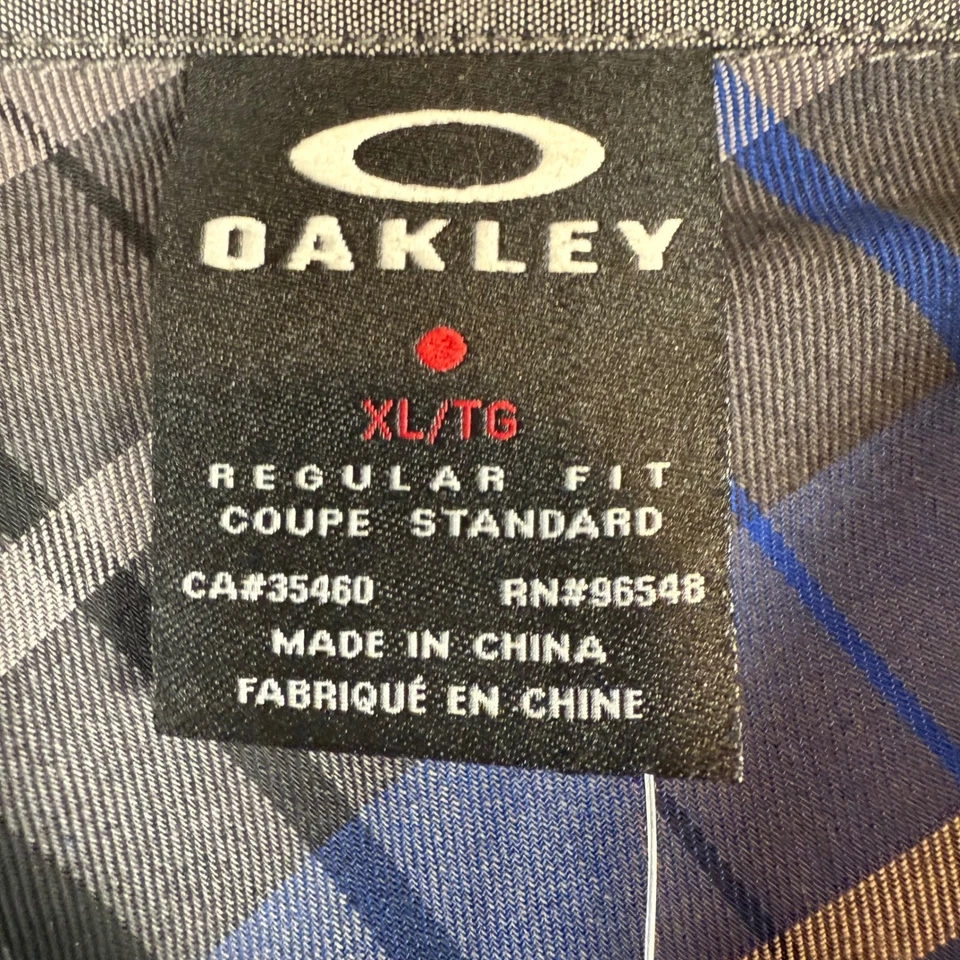 OAKLEY
XL/TG
REGULAR FIT
COUPE STANDARD
CA#35460 RN#96548
MADE IN CHINA
FABRIQUÉ EN CHINE